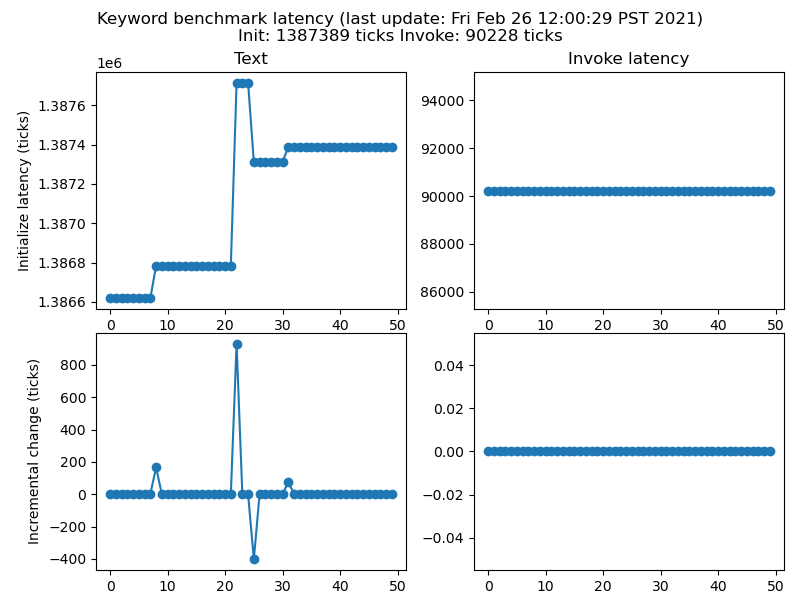 Keyword benchmark latency (last update: Fri Feb 26 12:00:29 PST 2021)
Init: 1387389 ticks Invoke: 90228 ticks
Text
Invoke latency
1e6
Initialize latency (ticks)
1.3876
1.3874
1.3872
1.3870
1.3868
1.3866
0 10 20 30 40 50
94000
92000
90000
88000
86000
0 10 20 30 40 50
Incremental change (ticks)
800
600
400
200
0
−200
−400
0 10 20 30 40 50
0.04
0.02
0.00
−0.02
−0.04
0 10 20 30 40 50